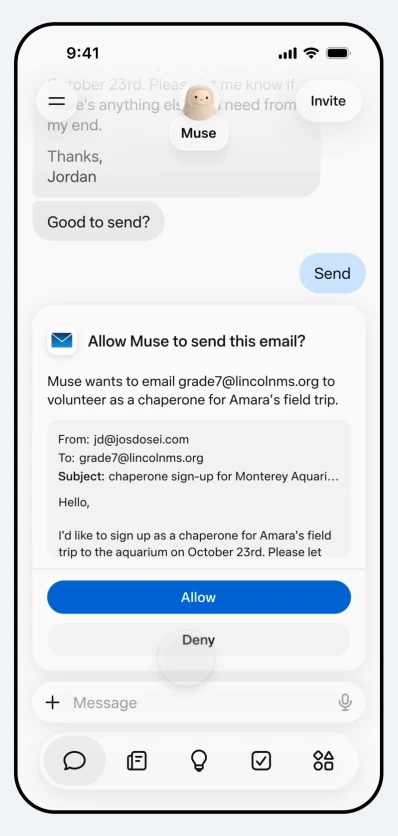 9:41
October 23rd. Please let me know if
there's anything else you need from
my end.
Invite
Muse
Thanks,
Jordan
Good to send?
Send
Allow Muse to send this email?
Muse wants to email grade7@lincolnms.org to
volunteer as a chaperone for Amara's field trip.
From: jd@josdosei.com
To: grade7@lincolnms.org
Subject: chaperone sign-up for Monterey Aquari...
Hello,
I'd like to sign up as a chaperone for Amara's field
trip to the aquarium on October 23rd. Please let
Allow
Deny
Message